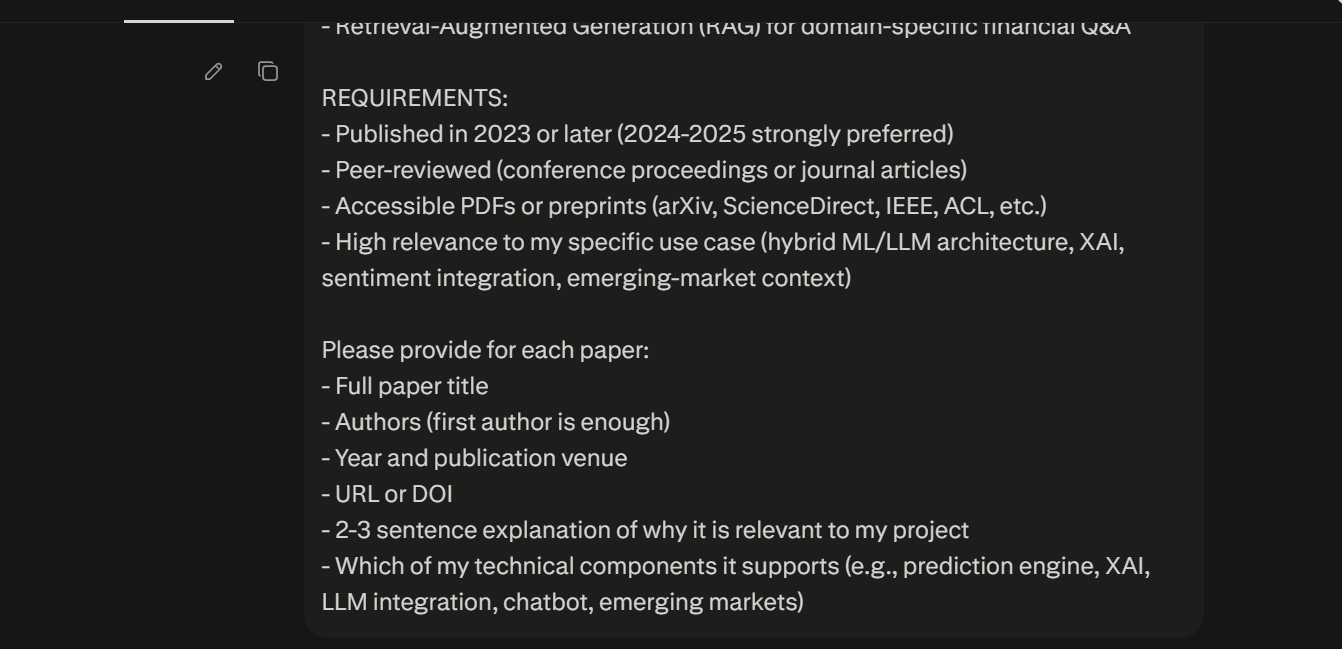 - Retrieval-Augmented Generation (RAG) for domain-specific financial Q&A
REQUIREMENTS:
- Published in 2023 or later (2024-2025 strongly preferred)
- Peer-reviewed (conference proceedings or journal articles)
- Accessible PDFs or preprints (arXiv, ScienceDirect, IEEE, ACL, etc.)
- High relevance to my specific use case (hybrid ML/LLM architecture, XAI,
sentiment integration, emerging-market context)
Please provide for each paper:
- Full paper title
- Authors (first author is enough)
- Year and publication venue
- URL or DOI
- 2-3 sentence explanation of why it is relevant to my project
- Which of my technical components it supports (e.g., prediction engine, XAI,
LLM integration, chatbot, emerging markets)